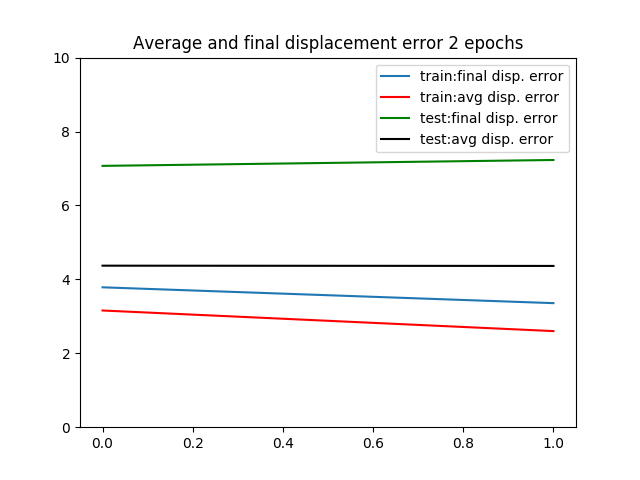 Average and final displacement error 2 epochs
train:final disp. error
train:avg disp. error
test:final disp. error
test:avg disp. error
10
8
6
4
2
0
0.0 0.2 0.4 0.6 0.8 1.0